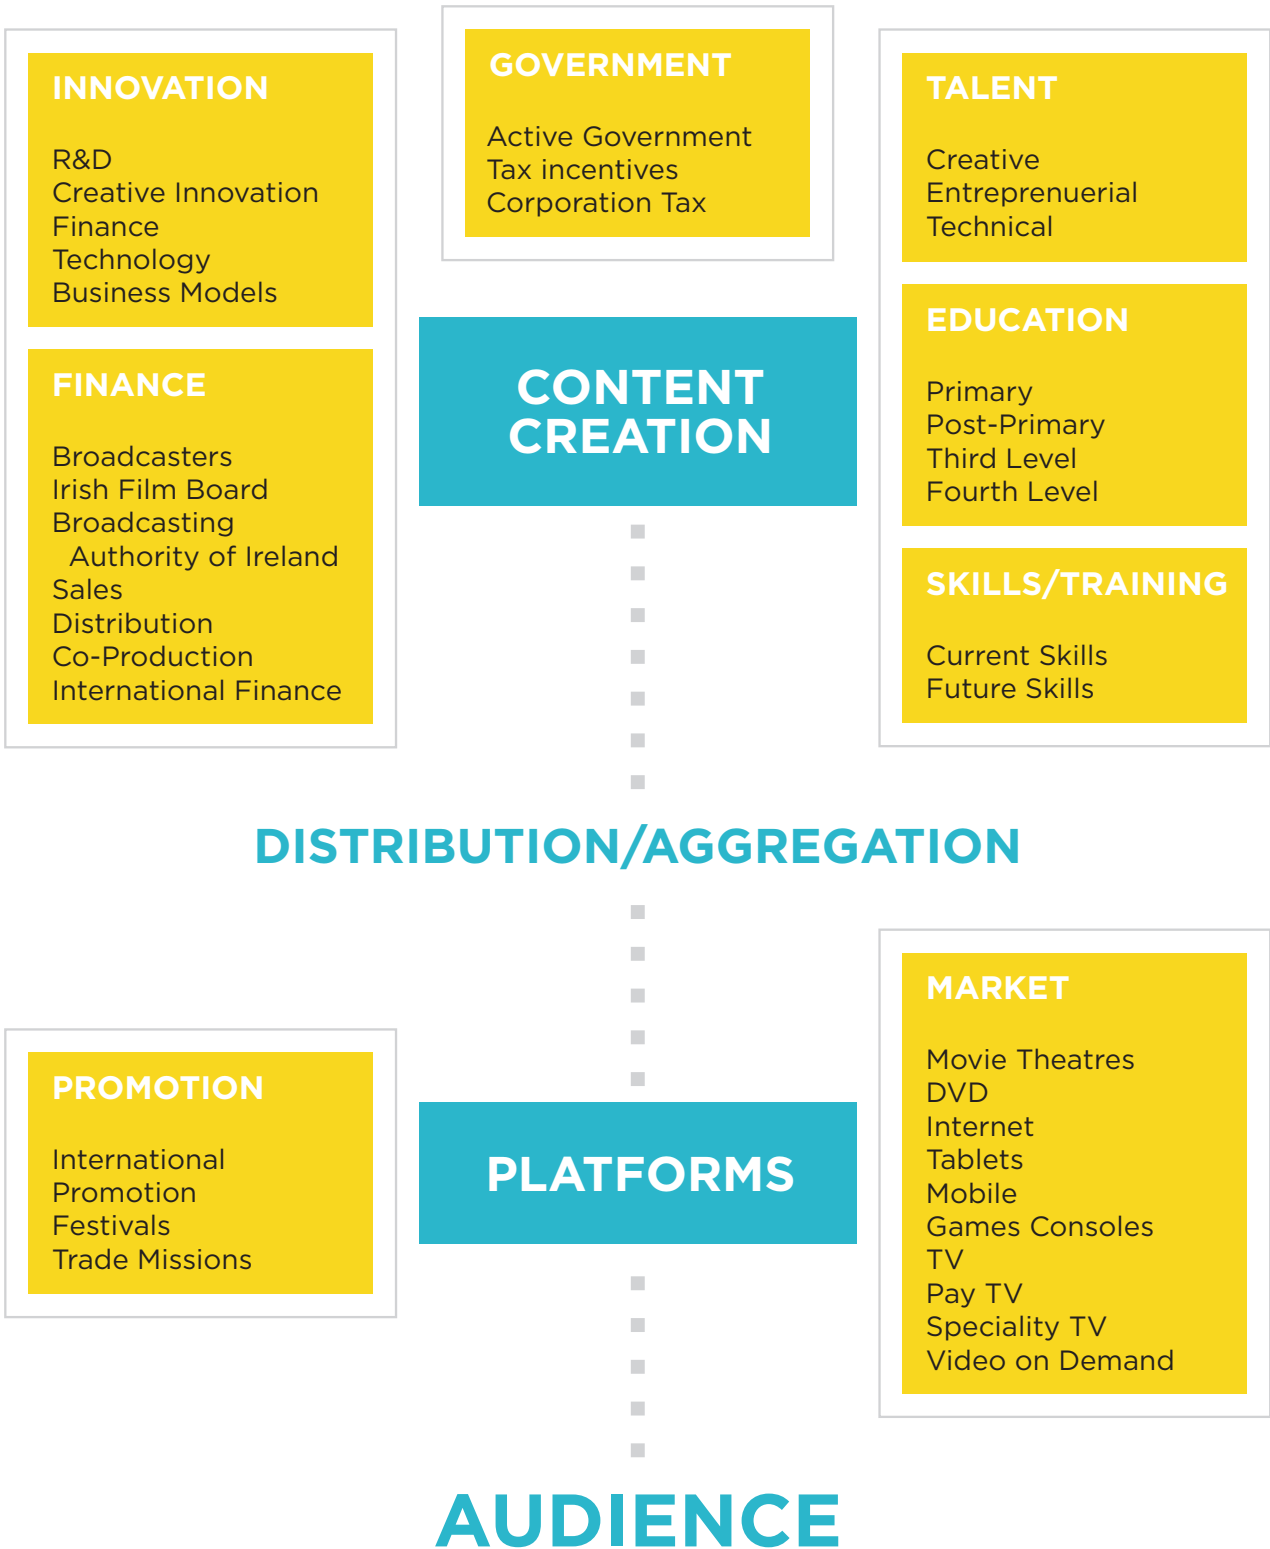 INNOVATION
R&D
Creative Innovation
Finance
Technology
Business Models
FINANCE
Broadcasters
Irish Film Board
Broadcasting
Authority of Ireland
Sales
Distribution
Co-Production
International Finance
GOVERNMENT
Active Government
Tax incentives
Corporation Tax
CONTENT
CREATION
TALENT
Creative
Entreprenuerial
Technical
EDUCATION
Primary
Post-Primary
Third Level
Fourth Level
SKILLS/TRAINING
Current Skills
Future Skills
DISTRIBUTION/AGGREGATION
PROMOTION
International
Promotion
Festivals
Trade Missions
PLATFORMS
MARKET
Movie Theatres
DVD
Internet
Tablets
Mobile
Games Consoles
TV
Pay TV
Speciality TV
Video on Demand
AUDIENCE